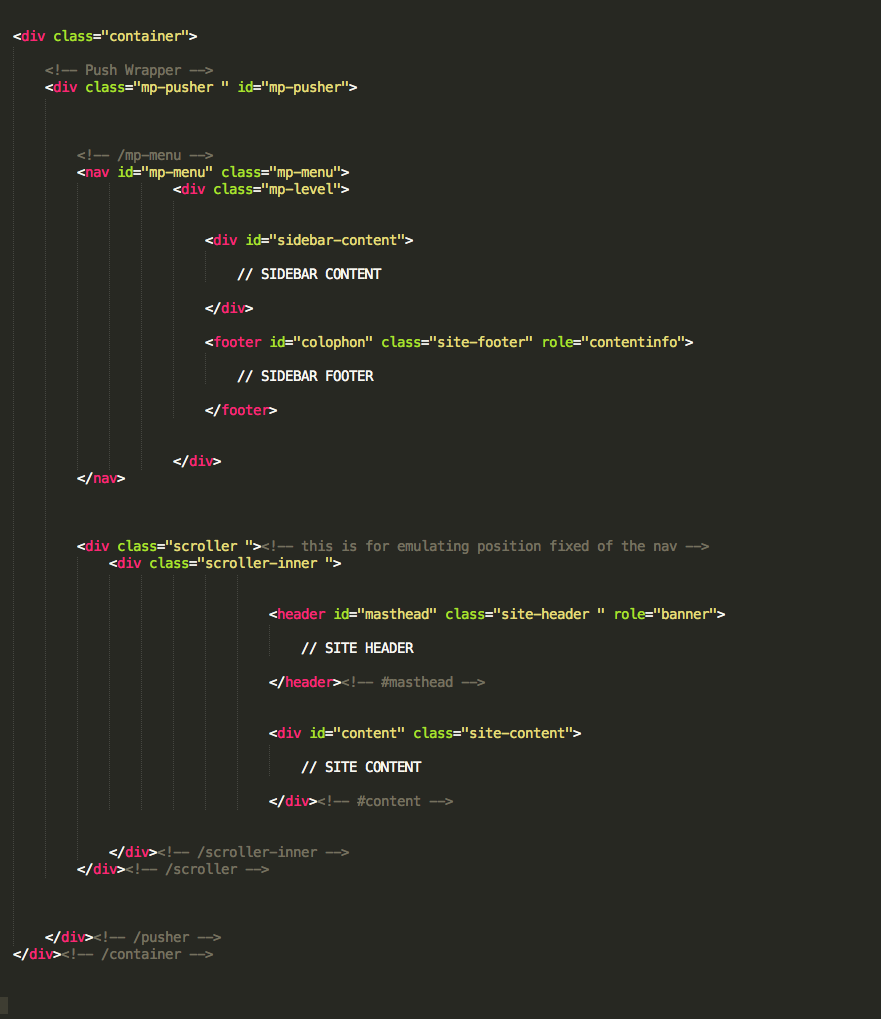 <div class="container">
<!-- Push Wrapper -->
<div class="mp-pusher " id="mp-pusher">
<!-- /mp-menu -->
<nav id="mp-menu" class="mp-menu">
<div class="mp-level">
<div id="sidebar-content">
// SIDEBAR CONTENT
</div>
<footer id="colophon" class="site-footer" role="contentinfo">
// SIDEBAR FOOTER
</footer>
</div>
</nav>
<div class="scroller "><!-- this is for emulating position fixed of the nav -->
<div class="scroller-inner ">
<header id="masthead" class="site-header " role="banner">
// SITE HEADER
</header><!-- #masthead -->
<div id="content" class="site-content">
// SITE CONTENT
</div><!-- #content -->
</div><!-- /scroller-inner -->
</div><!-- /scroller -->
</div><!-- /pusher -->
</div><!-- /container -->